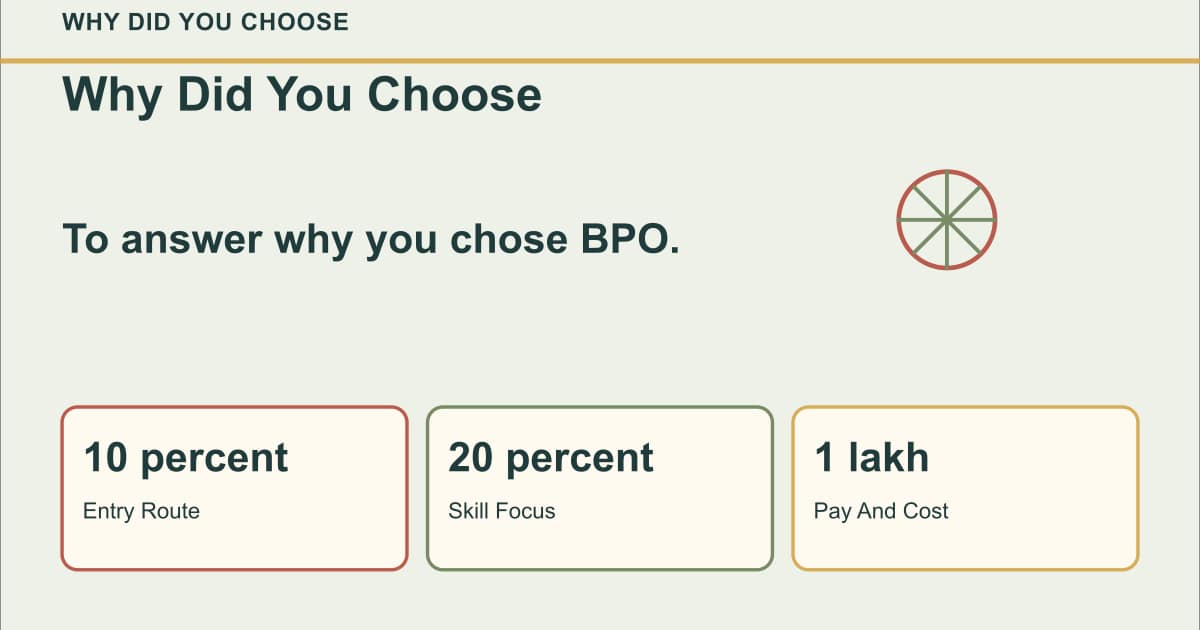 WHY DID YOU CHOOSE
Why Did You Choose
To answer why you chose BPO.
10 percent
Entry Route
20 percent
Skill Focus
1 lakh
Pay And Cost